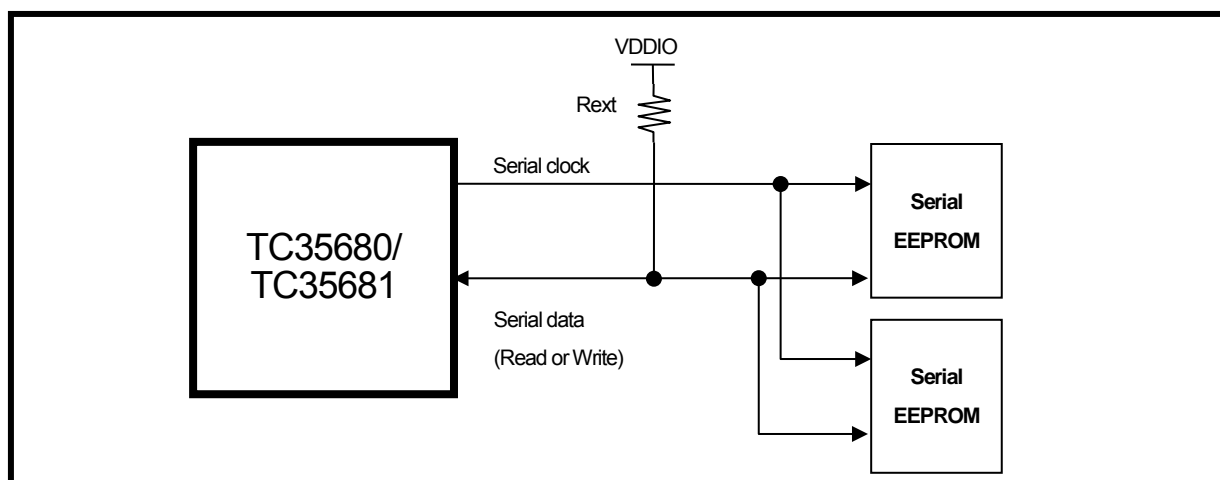 VDDIO
Rext
Serial clock
TC35680/
TC35681
Serial data
(Read or Write)
Serial
EEPROM
Serial
EEPROM